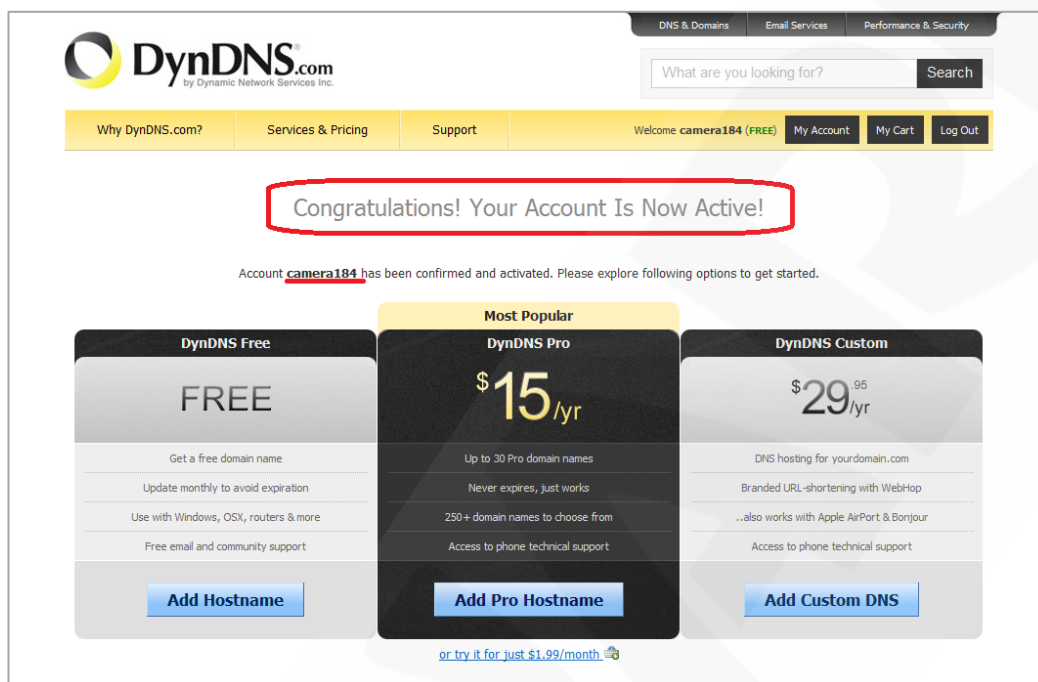 DNS & Domains Email Services Performance & Security
DynDNS.com
by Dynamic Network Services Inc.
What are you looking for? Search
Why DynDNS.com? Services & Pricing Support Welcome camera184 (FREE) My Account My Cart Log Out
Congratulations! Your Account Is Now Active!
Account camera184 has been confirmed and activated. Please explore following options to get started.
Most Popular
DynDNS Free
FREE
Get a free domain name
Update monthly to avoid expiration
Use with Windows, OSX, routers & more
Free email and community support
Add Hostname
DynDNS Pro
$15/yr
Up to 30 Pro domain names
Never expires, just works
250+ domain names to choose from
Access to phone technical support
Add Pro Hostname
or try it for just $1.99/month
DynDNS Custom
$29.95/yr
DNS hosting for yourdomain.com
Branded URL-shortening with WebHop
..also works with Apple AirPort & Bonjour
Access to phone technical support
Add Custom DNS